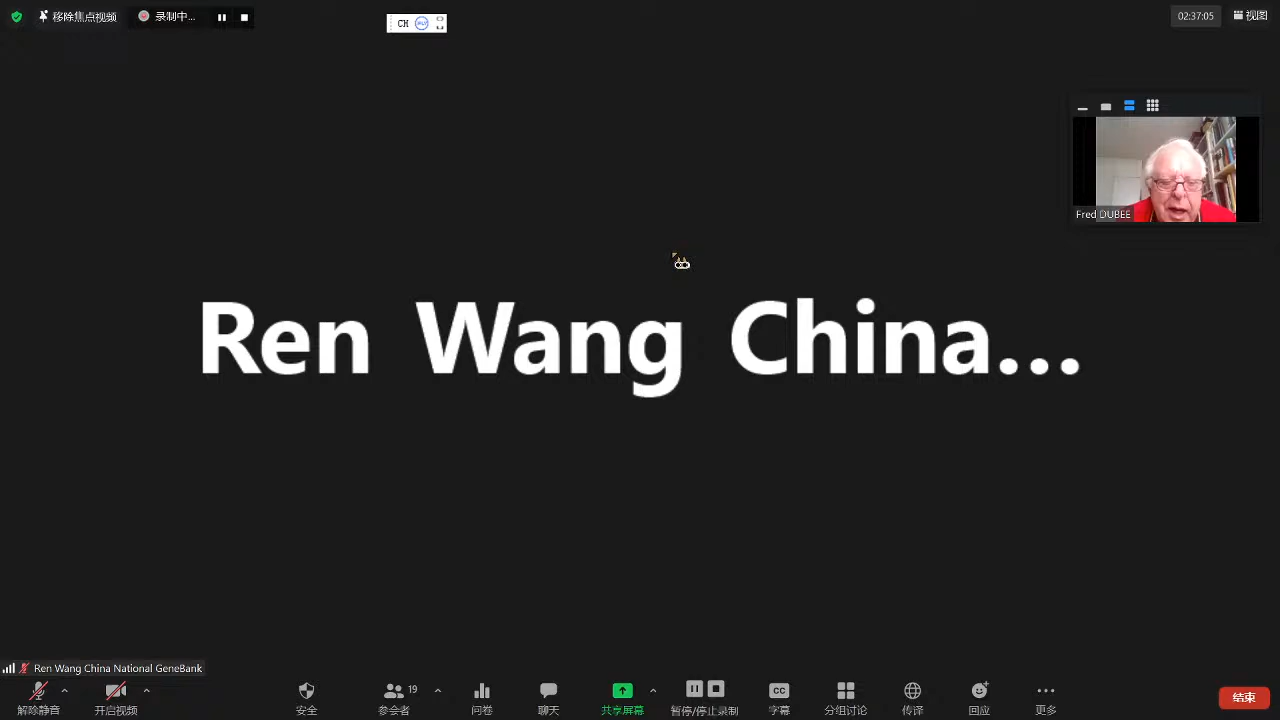 移除焦点视频
录制中...
CH
02:37:05
视图
Fred DUBEE
Ren Wang China...
Ren Wang China National GeneBank
解除静音
开启视频
安全
19
参会者
问卷
聊天
共享屏幕
暂停/停止录制
CC
字幕
分组讨论
传译
回应
更多
结束